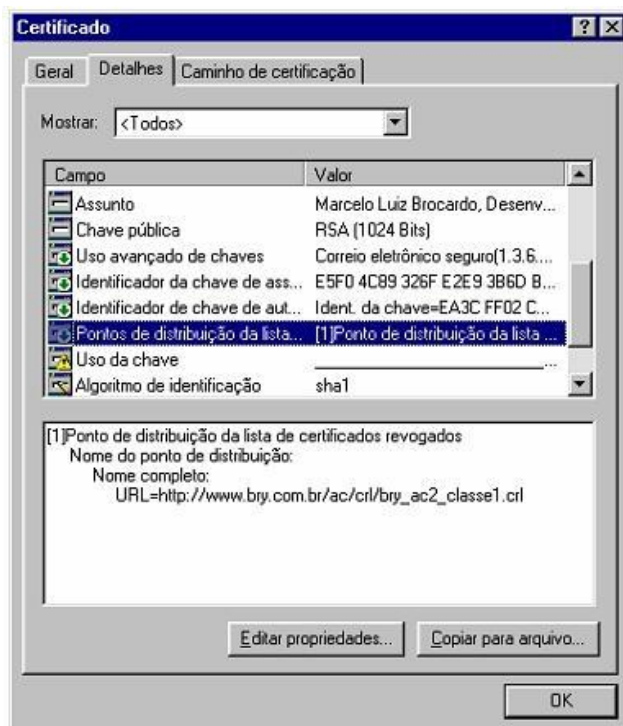 Certificado
Geral Detalhes Caminho de certificação
Mostrar: <Todos>
Campo Valor
Assunto Marcelo Luiz Brocardo, Desenv...
Chave pública RSA (1024 Bits)
Uso avançado de chaves Correio eletrônico seguro(1.3.6....
Identificador da chave de ass... E5F0 4C89 326F E2E9 3B6D B...
Identificador de chave de aut... Ident. da chave=EA3C FF02 C...
Pontos de distribuição da lista... [1]Ponto de distribuição da lista ...
Uso da chave ...
Algoritmo de identificação sha1
[1]Ponto de distribuição da lista de certificados revogados
Nome do ponto de distribuição:
Nome completo:
URL=http://www.bry.com.br/ac/crl/bry_ac2_classe1.crl
Editar propriedades... Copiar para arquivo...
OK